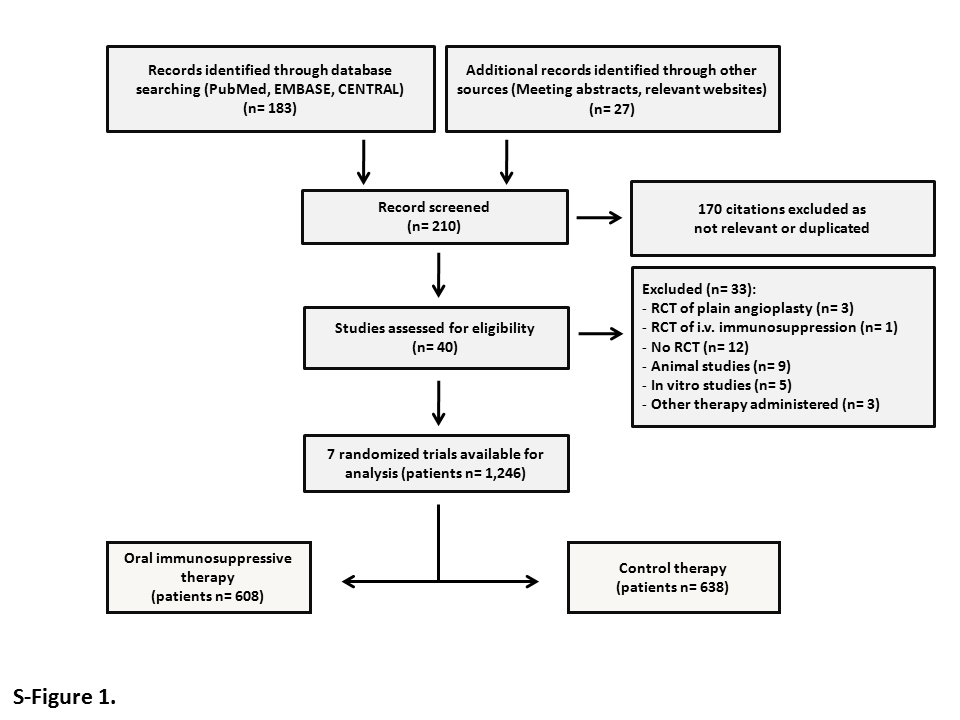 Records identified through database
searching (PubMed, EMBASE, CENTRAL)
(n= 183)
Additional records identified through other
sources (Meeting abstracts, relevant websites)
(n= 27)
Record screened
(n= 210)
170 citations excluded as
not relevant or duplicated
Studies assessed for eligibility
(n= 40)
Excluded (n= 33):
- RCT of plain angioplasty (n= 3)
- RCT of i.v. immunosuppression (n= 1)
- No RCT (n= 12)
- Animal studies (n= 9)
- In vitro studies (n= 5)
- Other therapy administered (n= 3)
7 randomized trials available for
analysis (patients n= 1,246)
Oral immunosuppressive
therapy
(patients n= 608)
Control therapy
(patients n= 638)
S-Figure 1.